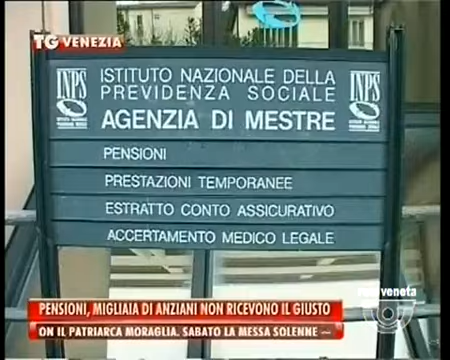 TG VENEZIA
INPS
ISTITUTO NAZIONALE DELLA
PREVIDENZA SOCIALE
INPS
AGENZIA DI MESTRE
PENSIONI
PRESTAZIONI TEMPORANEE
ESTRATTO CONTO ASSICURATIVO
ACCERTAMENTO MEDICO LEGALE
veneta
PENSIONI, MIGLIAIA DI ANZIANI NON RICEVONO IL GIUSTO
ON IL PATRIARCA MORAGLIA. SABATO LA MESSA SOLENNE —